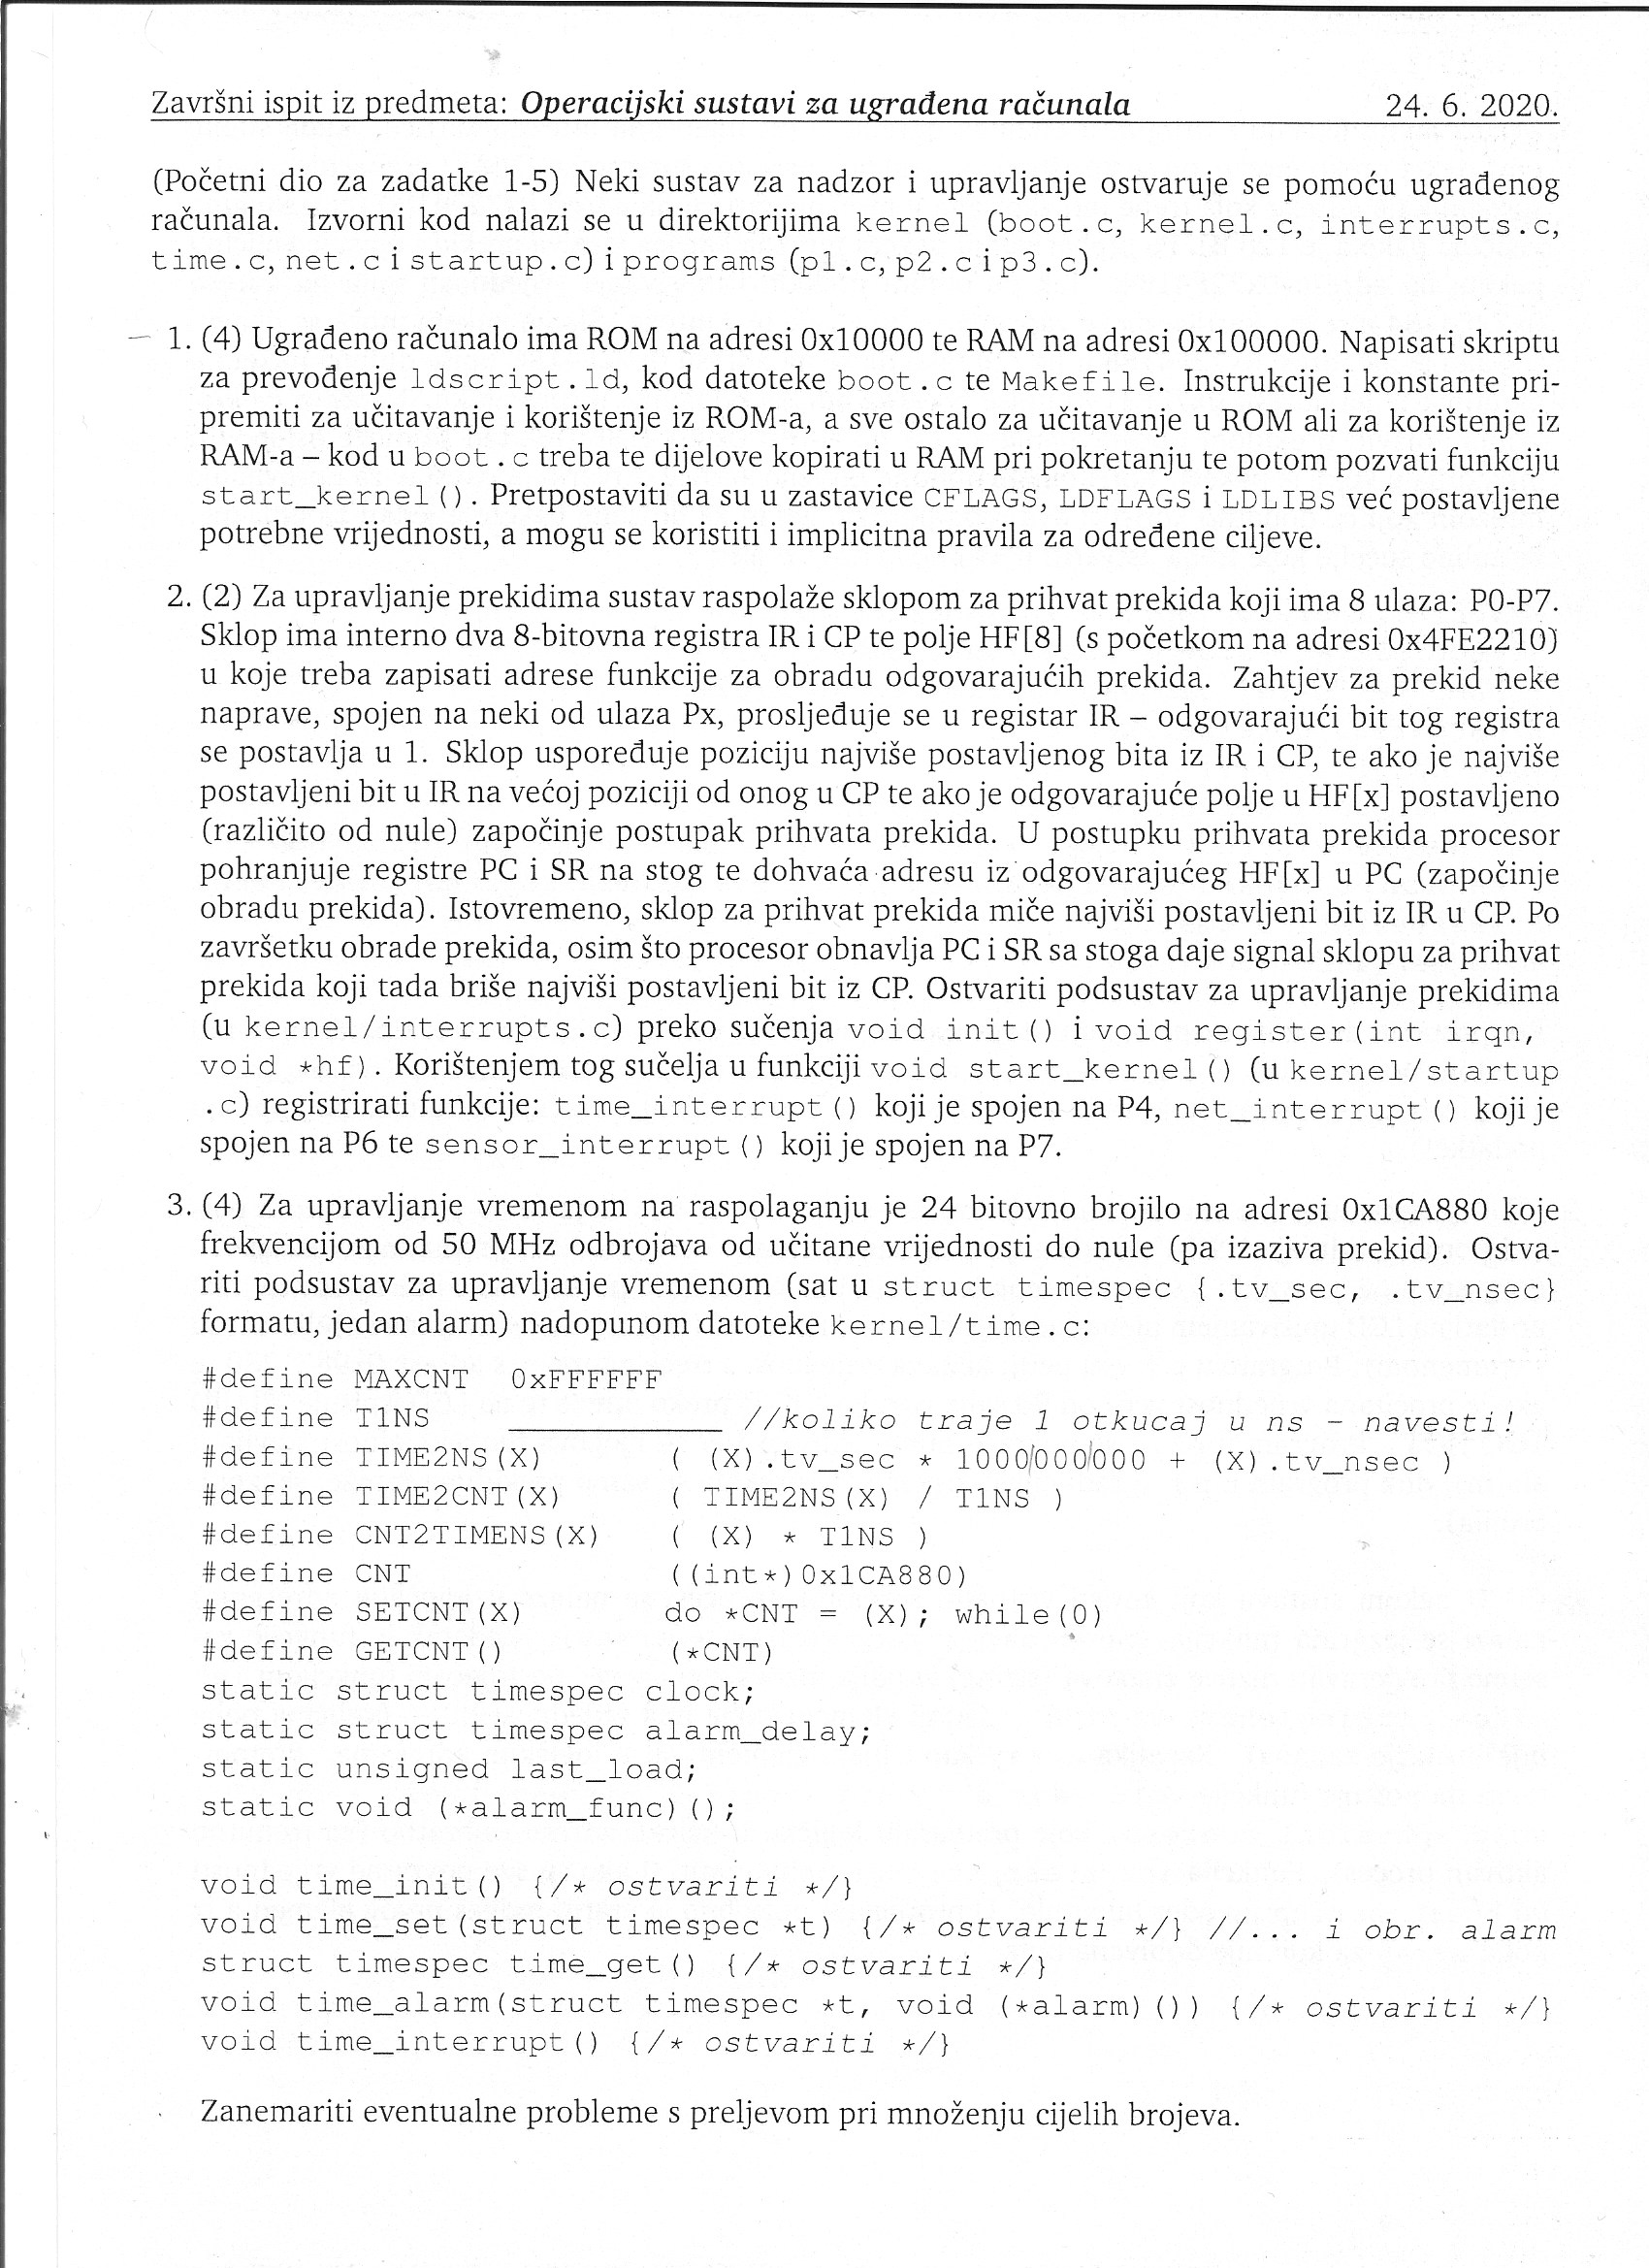 Završni ispit iz predmeta: Operacijski sustavi za ugrađena računala 24. 6. 2020.
(Početni dio za zadatke 1-5) Neki sustav za nadzor i upravljanje ostvaruje se pomoću ugrađenog
računala. Izvorni kod nalazi se u direktorijima kernel (boot.c, kernel.c, interrupts.c,
time.c, net.c i startup.c) i programs (p1.c, p2.c i p3.c).
1. (4) Ugrađeno računalo ima ROM na adresi 0x10000 te RAM na adresi 0x100000. Napisati skriptu
za prevođenje ldscript.ld, kod datoteke boot.c te Makefile. Instrukcije i konstante pri-
premiti za učitavanje i korištenje iz ROM-a, a sve ostalo za učitavanje u ROM ali za korištenje iz
RAM-a – kod u boot.c treba te dijelove kopirati u RAM pri pokretanju te potom pozvati funkciju
start_kernel(). Pretpostaviti da su u zastavice CFLAGS, LDFLAGS i LDLIBS već postavljene
potrebne vrijednosti, a mogu se koristiti i implicitna pravila za određene ciljeve.
2. (2) Za upravljanje prekidima sustav raspolaže sklopom za prihvat prekida koji ima 8 ulaza: P0-P7.
Sklop ima interno dva 8-bitovna registra IR i CP te polje HF[8] (s početkom na adresi 0x4FE2210)
u koje treba zapisati adrese funkcije za obradu odgovarajućih prekida. Zahtjev za prekid neke
naprave, spojen na neki od ulaza Px, prosljeđuje se u registar IR – odgovarajući bit tog registra
se postavlja u 1. Sklop uspoređuje poziciju najviše postavljenog bita iz IR i CP, te ako je najviše
postavljeni bit u IR na većoj poziciji od onog u CP te ako je odgovarajuće polje u HF[x] postavljeno
(različito od nule) započinje postupak prihvata prekida. U postupku prihvata prekida procesor
pohranjuje registre PC i SR na stog te dohvaća adresu iz odgovarajućeg HF[x] u PC (započinje
obradu prekida). Istovremeno, sklop za prihvat prekida miče najviši postavljeni bit iz IR u CP. Po
završetku obrade prekida, osim što procesor obnavlja PC i SR sa stoga daje signal sklopu za prihvat
prekida koji tada briše najviši postavljeni bit iz CP. Ostvariti podsustav za upravljanje prekidima
(u kernel/interrupts.c) preko sučenja void init() i void register(int irqn,
void *hf). Korištenjem tog sučelja u funkciji void start_kernel() (u kernel/startup
.c) registrirati funkcije: time_interrupt() koji je spojen na P4, net_interrupt() koji je
spojen na P6 te sensor_interrupt() koji je spojen na P7.
3. (4) Za upravljanje vremenom na raspolaganju je 24 bitovno brojilo na adresi 0x1CA880 koje
frekvencijom od 50 MHz odbrojava od učitane vrijednosti do nule (pa izaziva prekid). Ostva-
riti podsustav za upravljanje vremenom (sat u struct timespec {.tv_sec, .tv_nsec}
formatu, jedan alarm) nadopunom datoteke kernel/time.c:
#define MAXCNT 0xFFFFFF
#define T1NS ______________ //koliko traje 1 otkucaj u ns - navesti!
#define TIME2NS(X) ( (X).tv_sec * 1000000000 + (X).tv_nsec )
#define TIME2CNT(X) ( TIME2NS(X) / T1NS )
#define CNT2TIMENS(X) ( (X) * T1NS )
#define CNT ((int*)0x1CA880)
#define SETCNT(X) do *CNT = (X); while(0)
#define GETCNT() (*CNT)
static struct timespec clock;
static struct timespec alarm_delay;
static unsigned last_load;
static void (*alarm_func)();
void time_init() {/* ostvariti */}
void time_set(struct timespec *t) {/* ostvariti */} //... i obr. alarm
struct timespec time_get() {/* ostvariti */}
void time_alarm(struct timespec *t, void (*alarm)()) {/* ostvariti */}
void time_interrupt() {/* ostvariti */}
Zanemariti eventualne probleme s preljevom pri množenju cijelih brojeva.